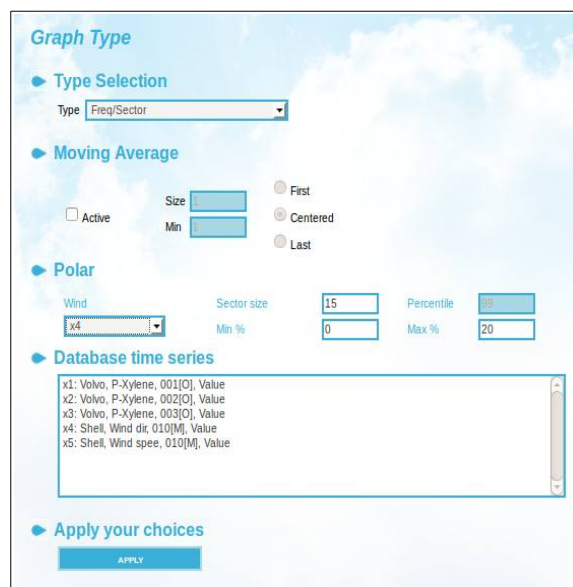 Graph Type
Type Selection
Type Freq/Sector
Moving Average
Active
Size 1
Min 1
First
Centered
Last
Polar
Wind Sector size 15 Percentile 99
x4 Min % 0 Max % 20
Database time series
x1: Volvo, P-Xylene, 001[O], Value
x2: Volvo, P-Xylene, 002[O], Value
x3: Volvo, P-Xylene, 003[O], Value
x4: Shell, Wind dir, 010[M], Value
x5: Shell, Wind spee, 010[M], Value
Apply your choices
APPLY